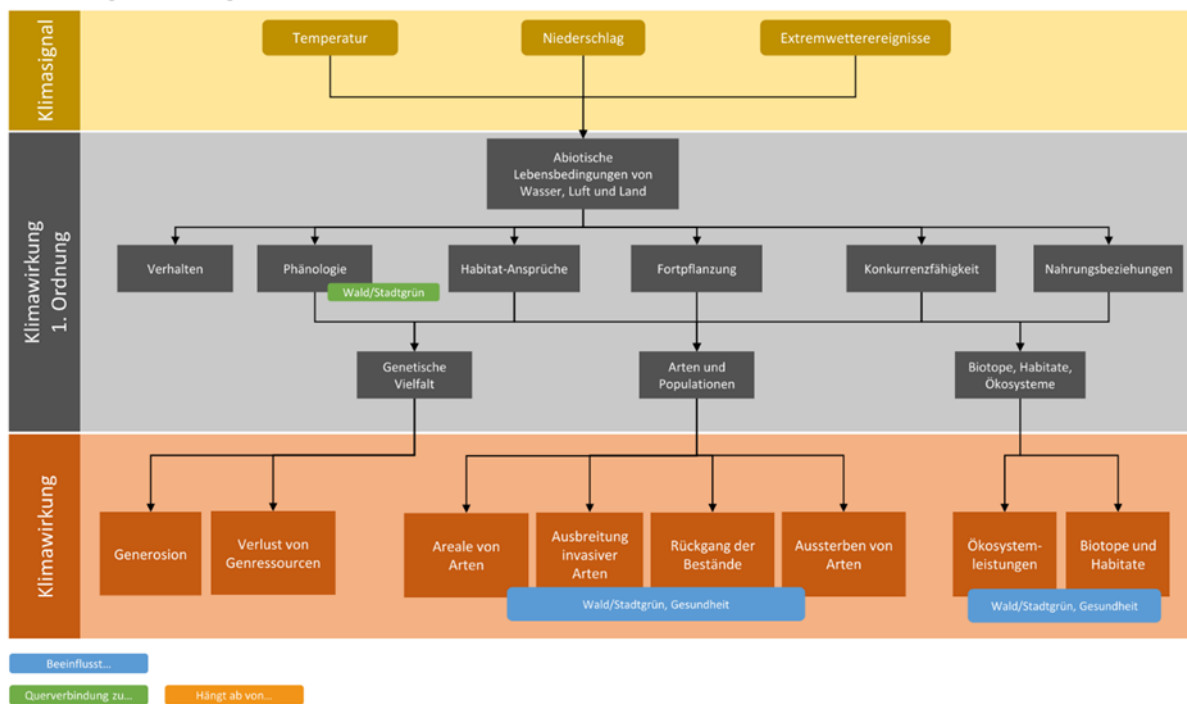 Klimasignal
Temperatur
Niederschlag
Extremwetterereignisse
Klimawirkung
1. Ordnung
Abiotische
Lebensbedingungen von
Wasser, Luft und Land
Verhalten
Phänologie
Habitat-Ansprüche
Fortpflanzung
Konkurrenzfähigkeit
Nahrungsbeziehungen
Wald/Stadtgrün
Genetische
Vielfalt
Arten und
Populationen
Biotope, Habitate,
Ökosysteme
Klimawirkung
Generosion
Verlust von
Genressourcen
Areale von
Arten
Ausbreitung
invasiver
Arten
Rückgang der
Bestände
Aussterben von
Arten
Ökosystem-
leistungen
Biotope und
Habitate
Wald/Stadtgrün, Gesundheit
Wald/Stadtgrün, Gesundheit
Beeinflusst...
Querverbindung zu...
Hängt ab von...